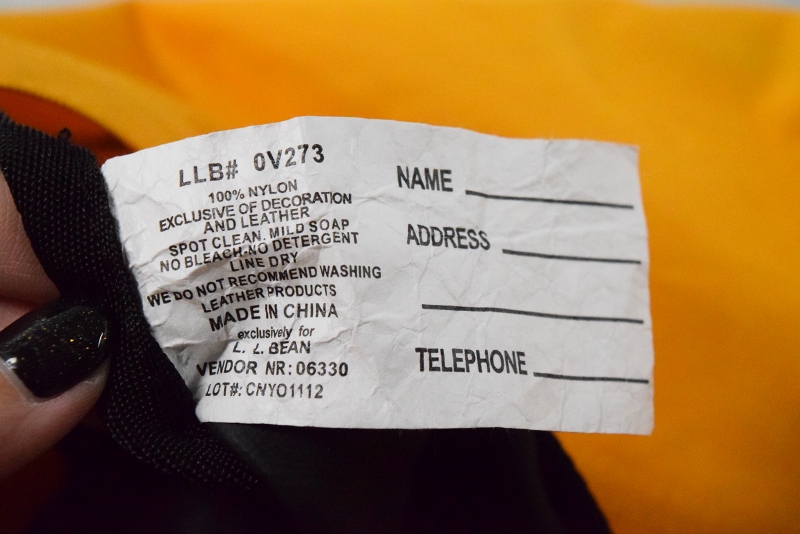 LLB# 0V273
100% NYLON
EXCLUSIVE OF DECORATION
AND LEATHER
SPOT CLEAN. MILD SOAP
NO BLEACH-NO DETERGENT
LINE DRY
WE DO NOT RECOMMEND WASHING
LEATHER PRODUCTS
MADE IN CHINA
exclusively for
L. L. BEAN
VENDOR NR: 06330
LOT#: CNYO1112
NAME
ADDRESS
TELEPHONE